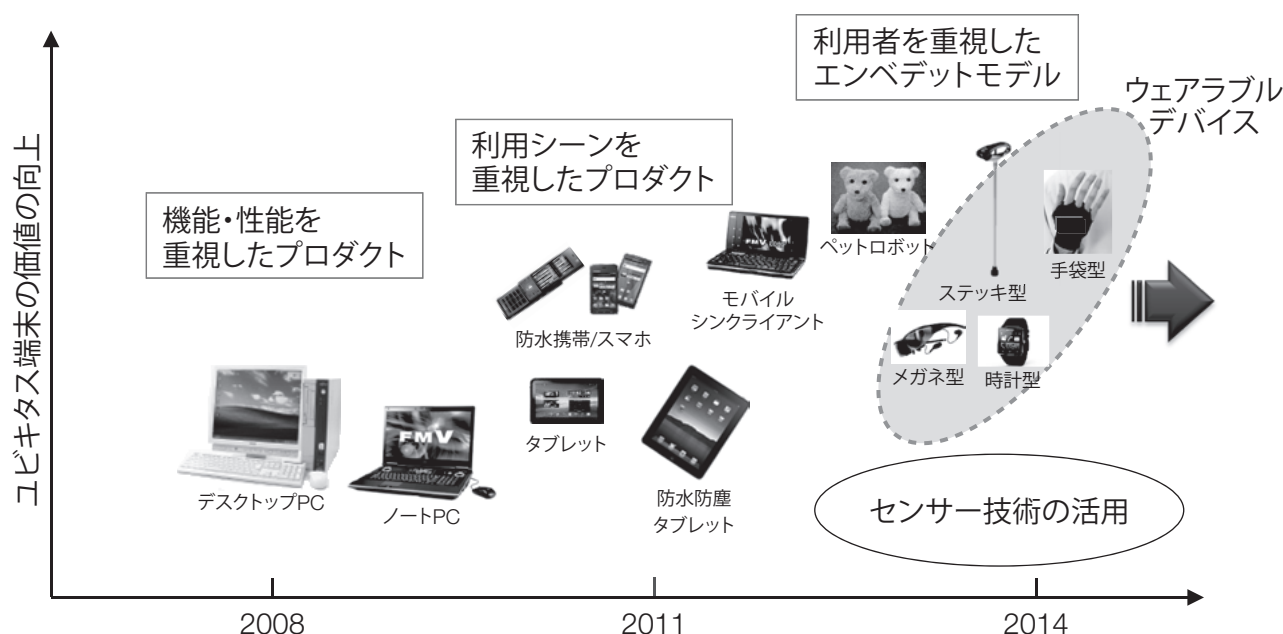 ユビキタス端末の価値の向上
機能・性能を
重視したプロダクト
利用シーンを
重視したプロダクト
利用者を重視した
エンベデットモデル
ウェアラブル
デバイス
デスクトップPC
FMV
ノートPC
防水携帯/スマホ
タブレット
防水防塵
タブレット
FMV
モバイル
シンクライアント
ペットロボット
ステッキ型
手袋型
メガネ型
時計型
センサー技術の活用
2008
2011
2014